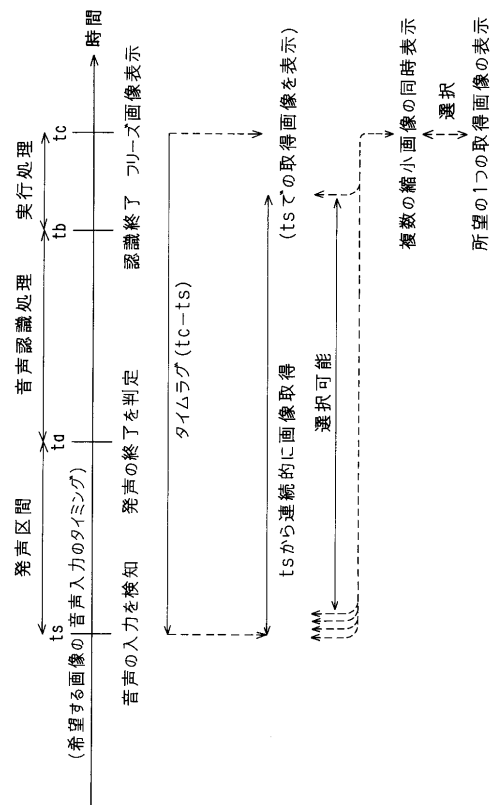 発声区間 音声認識処理 実行処理
ts ta tb tc
(希望する画像の音声入力のタイミング) 時間
音声の入力を検知 発声の終了を判定 認識終了 フリーズ画像表示
タイムラグ(tc−ts)
tsから連続的に画像取得 (tsでの取得画像を表示)
選択可能
複数の縮小画像の同時表示
選択
所望の1つの取得画像の表示